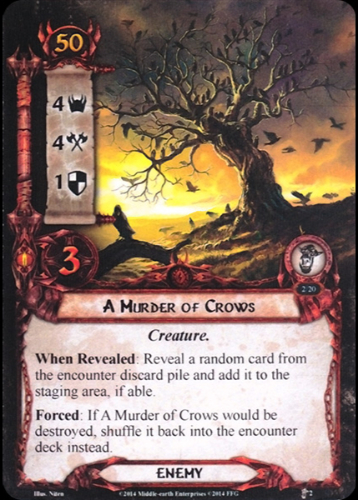 50
4
4
1
3
2/20
A Murder of Crows
Creature.
When Revealed: Reveal a random card from
the encounter discard pile and add it to the
staging area, if able.
Forced: If A Murder of Crows would be
destroyed, shuffle it back into the encounter
deck instead.
ENEMY
Illus. Nitro ©2014 Middle-earth Enterprises ©2014 FFG 2